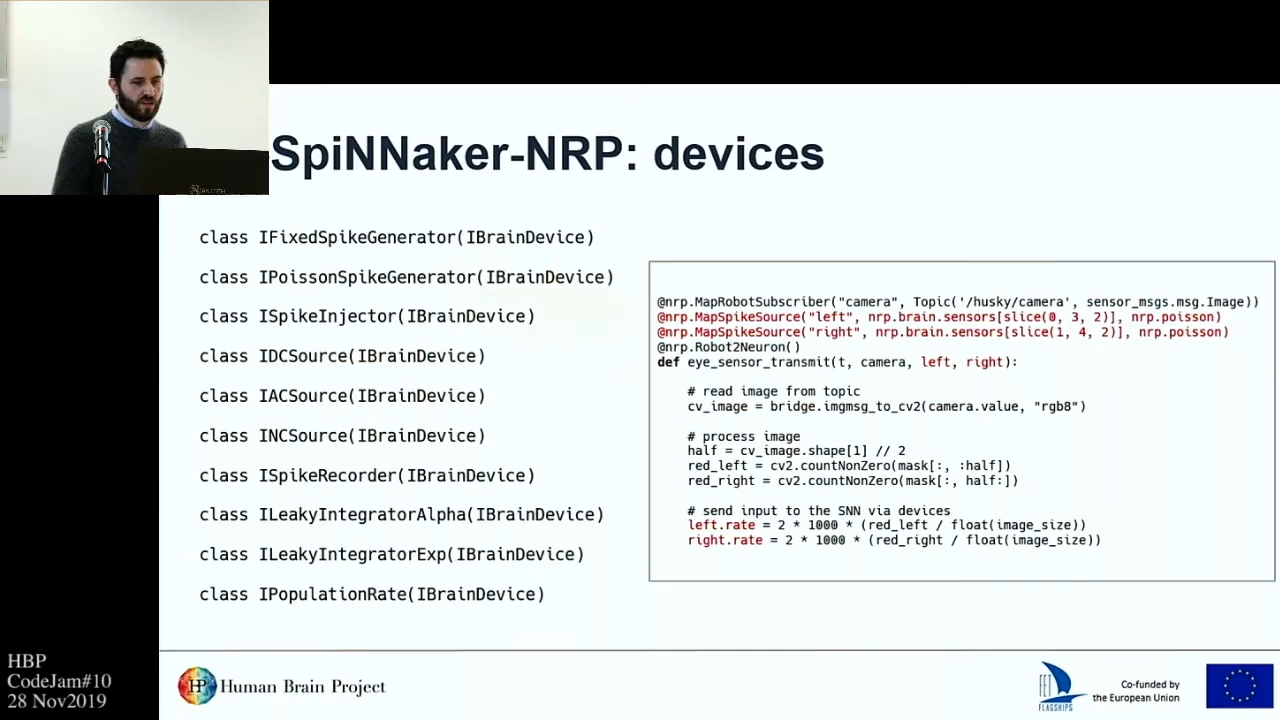 SpiNNaker-NRP: devices
class IFixedSpikeGenerator(IBrainDevice)
class IPoissonSpikeGenerator(IBrainDevice)
class ISpikeInjector(IBrainDevice)
class IDCSource(IBrainDevice)
class IACSource(IBrainDevice)
class INCSource(IBrainDevice)
class ISpikeRecorder(IBrainDevice)
class ILeakyIntegratorAlpha(IBrainDevice)
class ILeakyIntegratorExp(IBrainDevice)
class IPopulationRate(IBrainDevice)
@nrp.MapRobotSubscriber("camera", Topic('/husky/camera', sensor_msgs.msg.Image))
@nrp.MapSpikeSource("left", nrp.brain.sensors[slice(0, 3, 2)], nrp.poisson)
@nrp.MapSpikeSource("right", nrp.brain.sensors[slice(1, 4, 2)], nrp.poisson)
@nrp.Robot2Neuron()
def eye_sensor_transmit(t, camera, left, right):
# read image from topic
cv_image = bridge.imgmsg_to_cv2(camera.value, "rgb8")
# process image
half = cv_image.shape[1] // 2
red_left = cv2.countNonZero(mask[:, :half])
red_right = cv2.countNonZero(mask[:, half:])
# send input to the SNN via devices
left.rate = 2 * 1000 * (red_left / float(image_size))
right.rate = 2 * 1000 * (red_right / float(image_size))
HBP
CodeJam#10
28 Nov2019
HP
Human Brain Project
FET
FLAGSHIPS
Co-funded by
the European Union